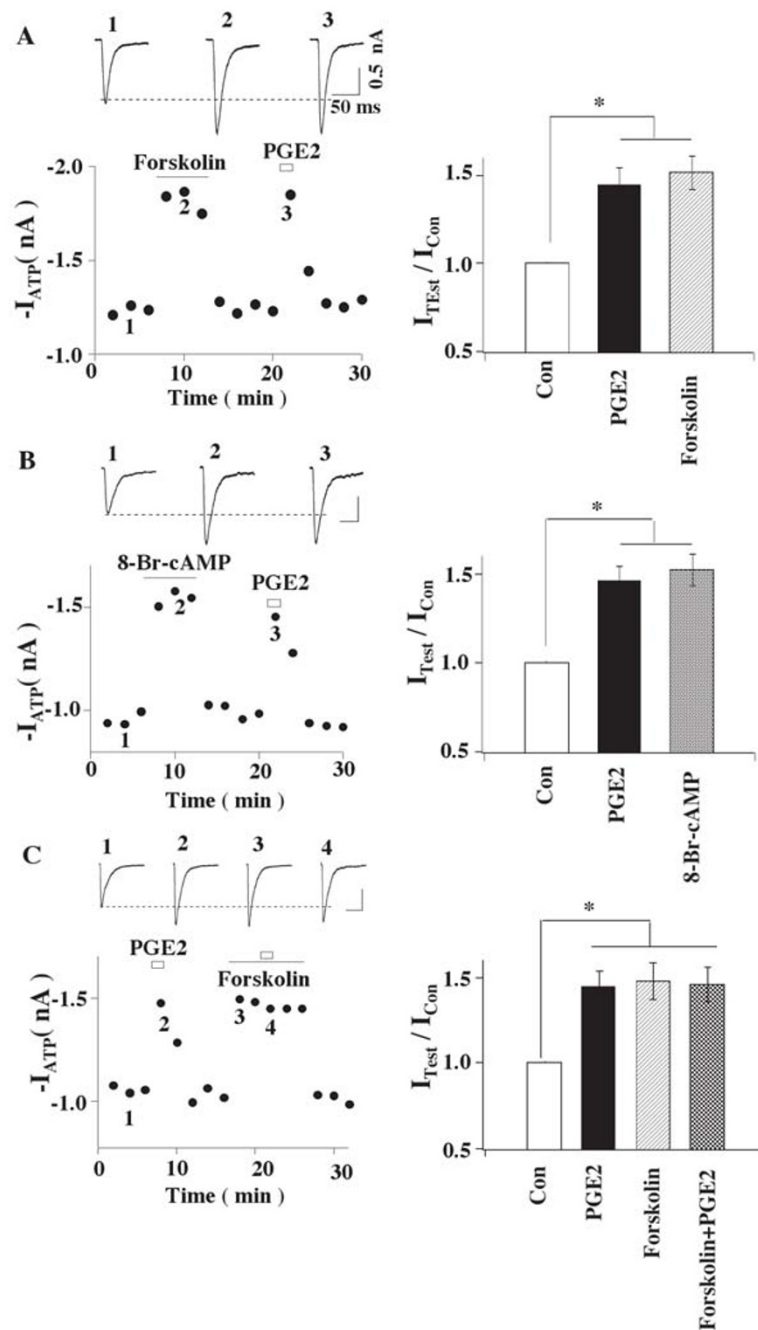 A
1 2 3
0.5 nA
50 ms
Forskolin
PGE2
-2.0
2
3
-I_ATP( nA )
-1.5
1
-1.0
0 10 20 30
Time ( min )
I_TEst / I_Con
*
1.5
1.0
0.5
Con
PGE2
Forskolin
B
1 2 3
8-Br-cAMP
PGE2
-1.5
2
3
-I_ATP( nA )
-1.0
1
0 10 20 30
Time ( min )
I_Test / I_Con
*
1.5
1.0
0.5
Con
PGE2
8-Br-cAMP
C
1 2 3 4
PGE2
Forskolin
-1.5
2
3
4
-I_ATP( nA )
-1.0
1
0 10 20 30
Time ( min )
I_Test / I_Con
*
1.5
1.0
0.5
Con
PGE2
Forskolin
Forskolin+PGE2